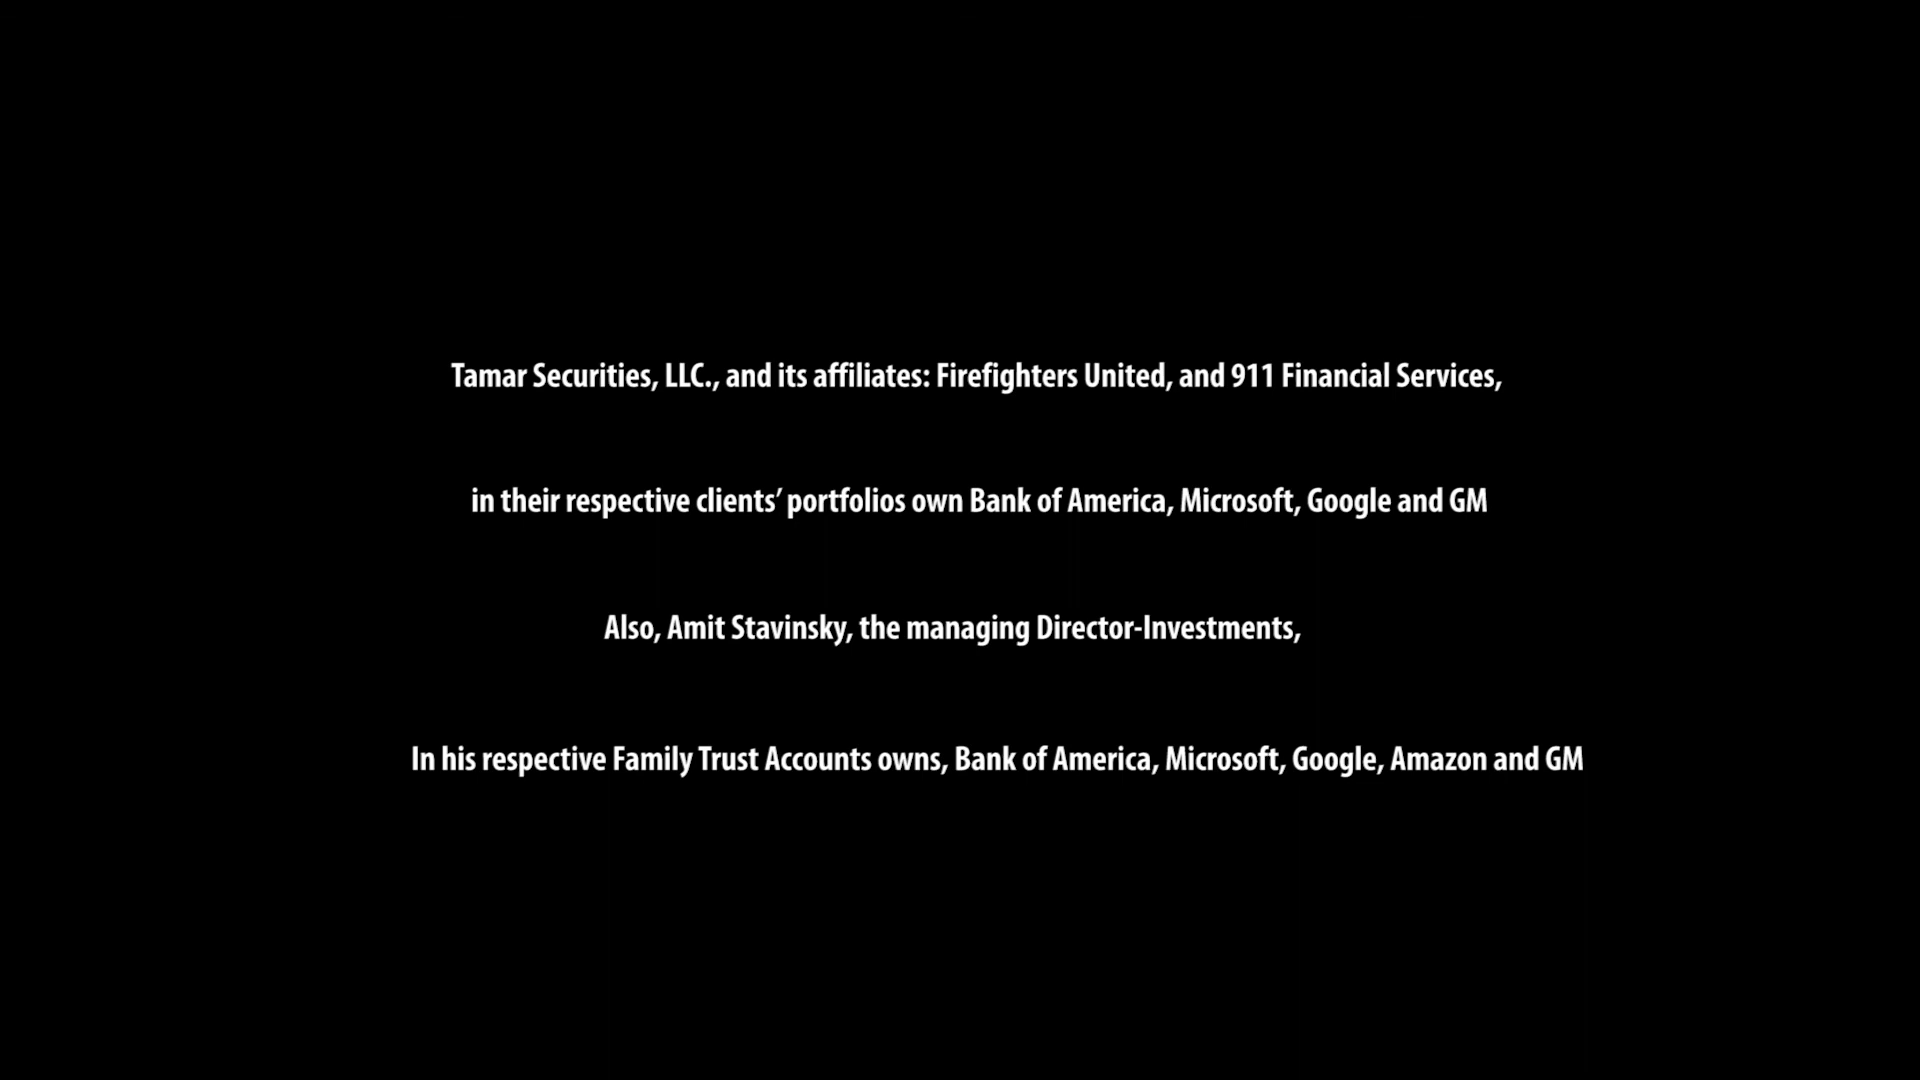 Tamar Securities, LLC., and its affiliates: Firefighters United, and 911 Financial Services,
in their respective clients’ portfolios own Bank of America, Microsoft, Google and GM
Also, Amit Stavinsky, the managing Director-Investments,
In his respective Family Trust Accounts owns, Bank of America, Microsoft, Google, Amazon and GM